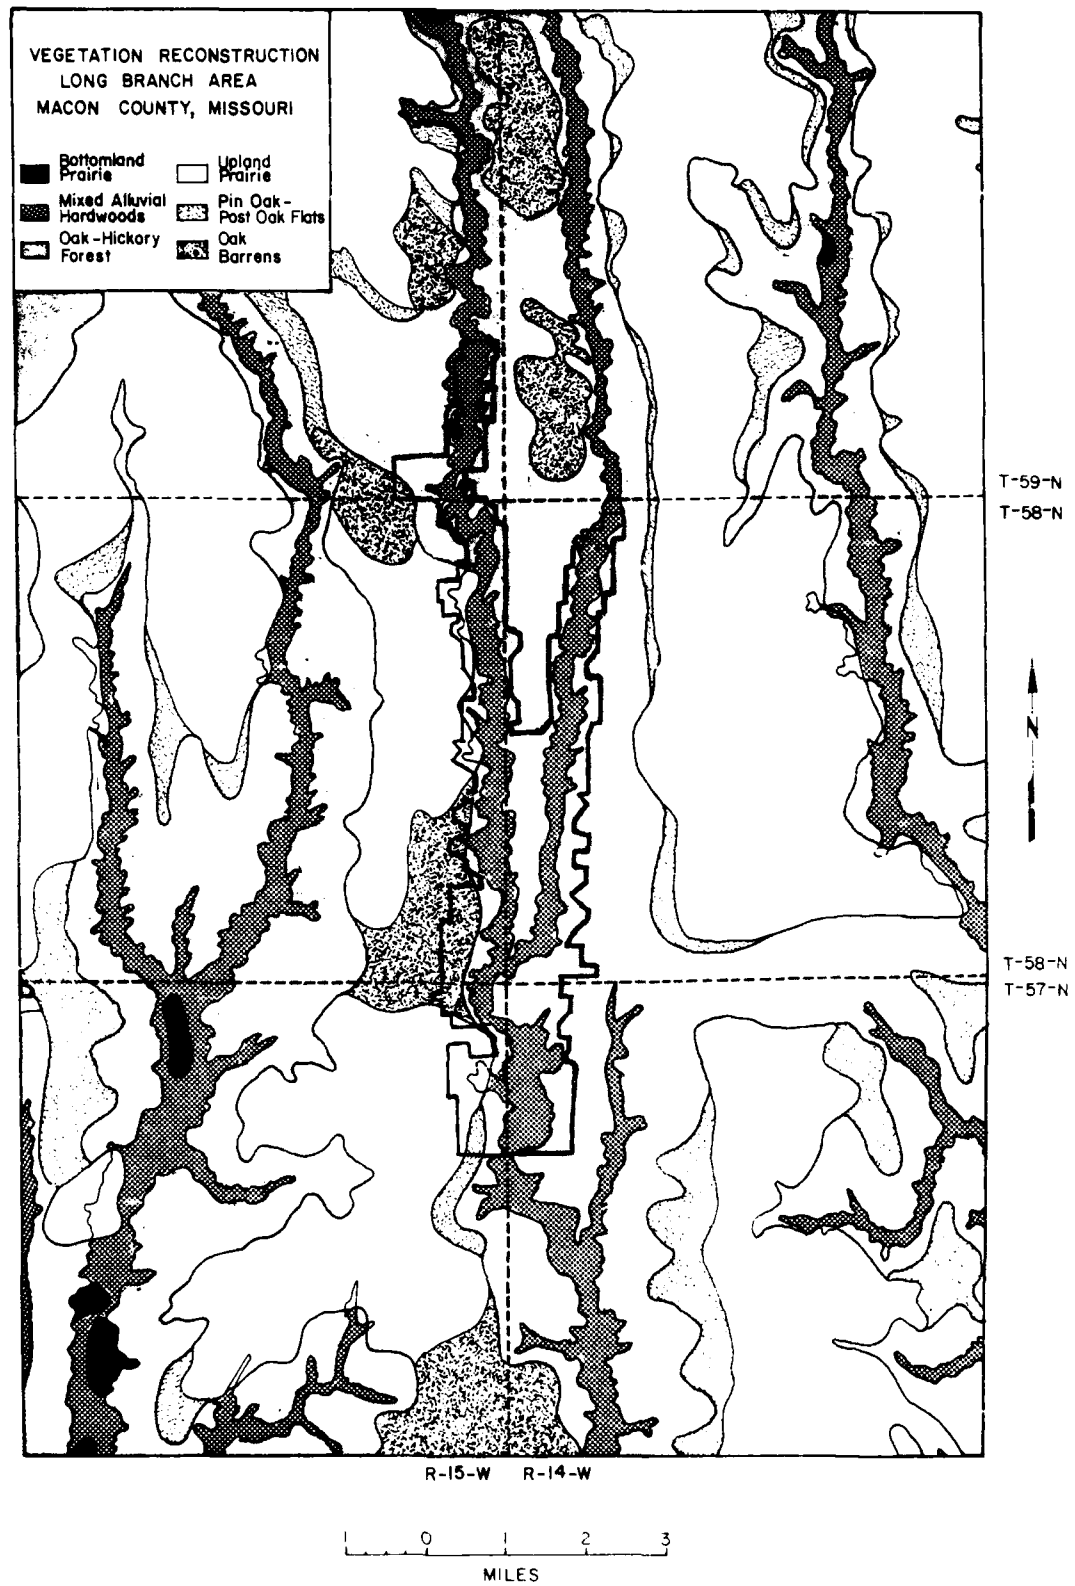 VEGETATION RECONSTRUCTION
LONG BRANCH AREA
MACON COUNTY, MISSOURI
Bottomland
Prairie
Upland
Prairie
Mixed Alluvial
Hardwoods
Pin Oak-
Post Oak Flats
Oak-Hickory
Forest
Oak
Barrens
T-59-N
T-58-N
N
T-58-N
T-57-N
R-15-W R-14-W
1 0 1 2 3
MILES